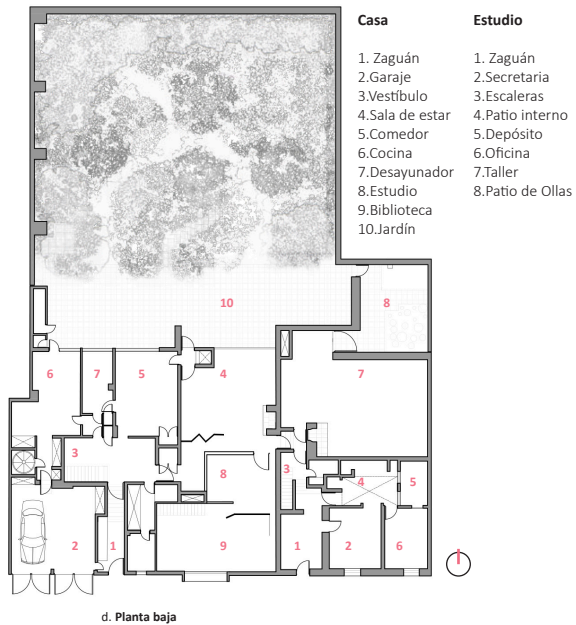 Casa
1. Zaguán
2.Garaje
3.Vestíbulo
4.Sala de estar
5.Comedor
6.Cocina
7.Desayunador
8.Estudio
9.Biblioteca
10.Jardín
Estudio
1. Zaguán
2.Secretaria
3.Escaleras
4.Patio interno
5.Depósito
6.Oficina
7.Taller
8.Patio de Ollas
10
8
6
7
5
4
7
3
8
3
4
5
2
1
9
1
2
6
d. Planta baja